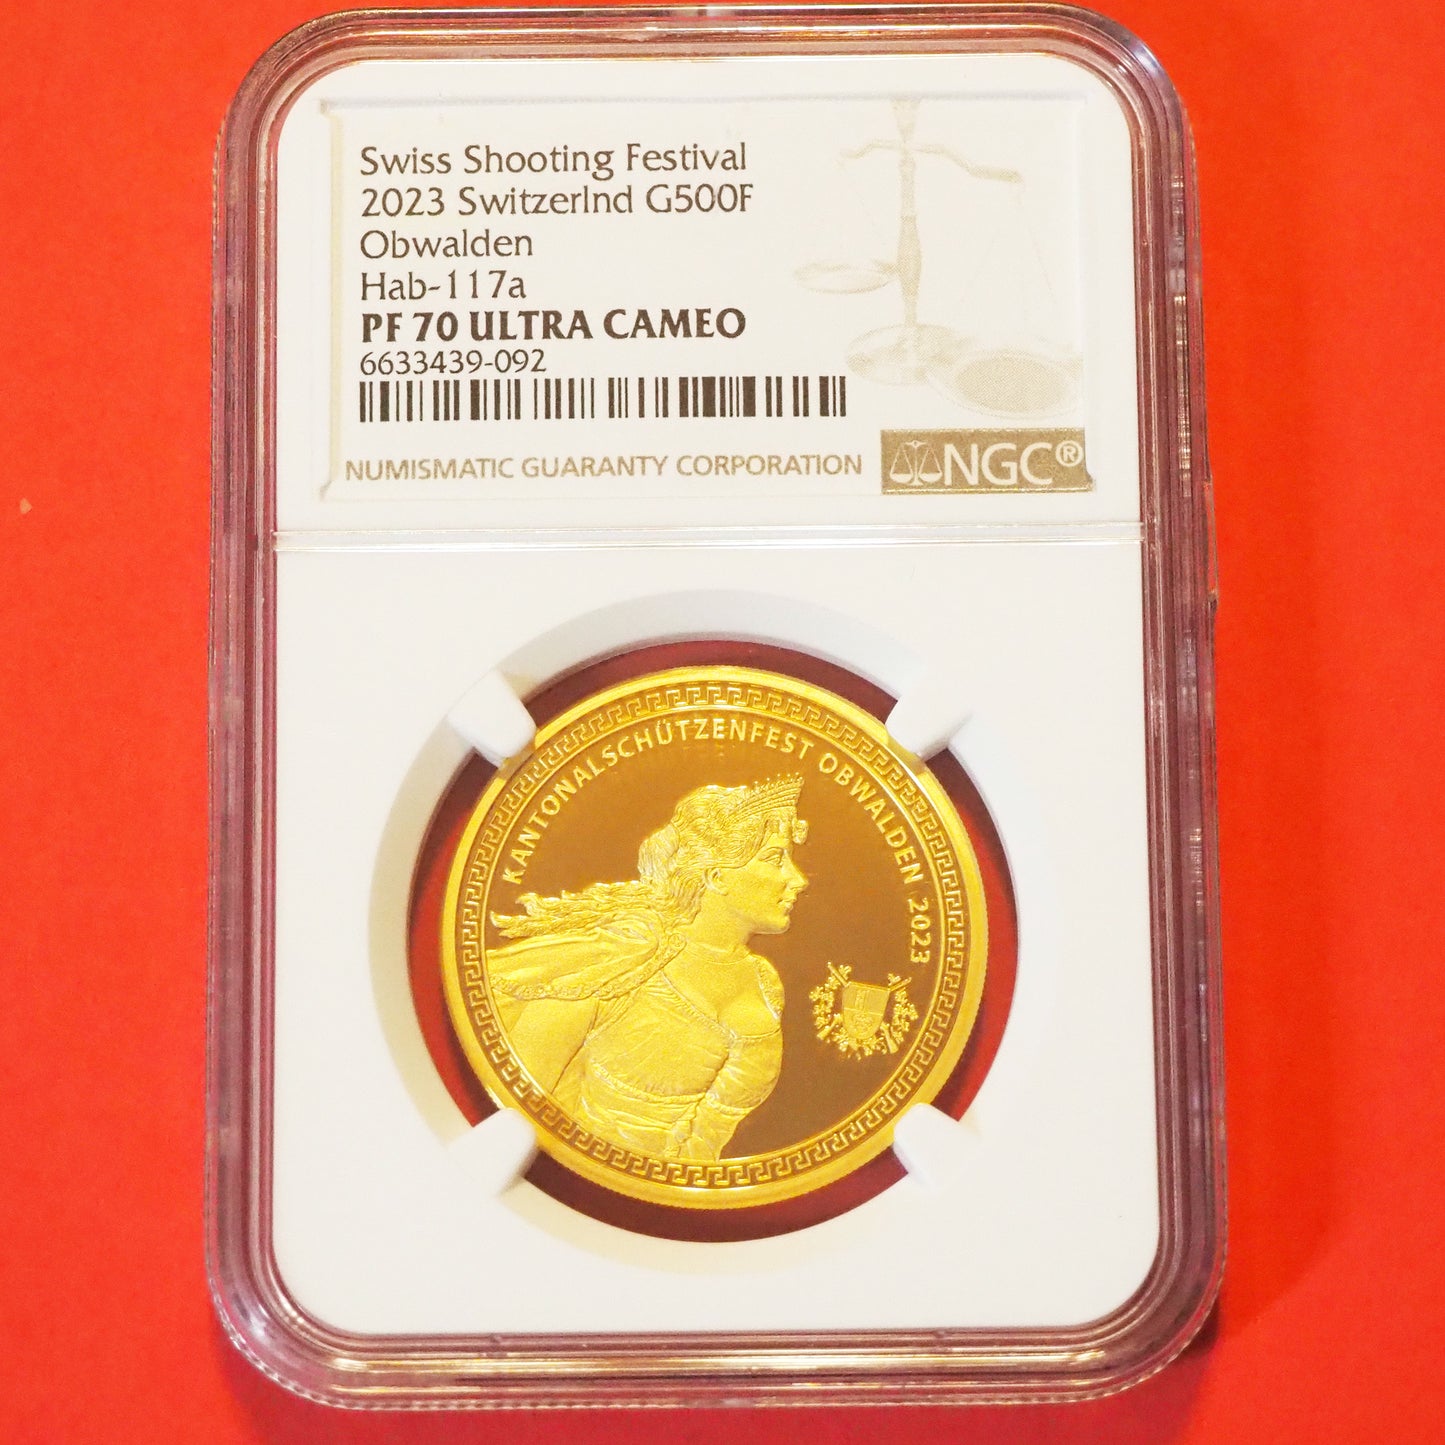 Swiss Shooting Festival
2023 Switzerlnd G500F
Obwalden
Hab-117a
PF 70 ULTRA CAMEO
6633439-092
NUMISMATIC GUARANTY CORPORATION
NGC®
KANTONALSCHÜTZENFEST OBWALDEN 2023